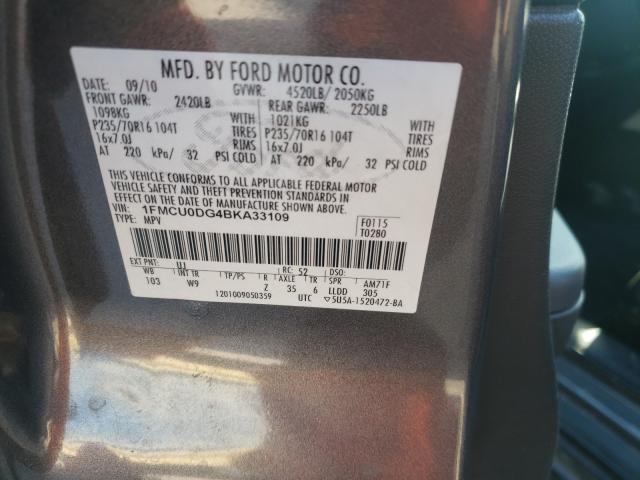 MFD. BY FORD MOTOR CO.
DATE: 09/10 GVWR: 4520LB/ 2050KG
FRONT GAWR: 2420LB REAR GAWR: 2250LB
1098KG WITH 1021KG WITH
P235/70R16 104T TIRES P235/70R16 104T TIRES
16x7.0J RIMS 16x7.0J RIMS
AT 220 kPa/ 32 PSI COLD AT 220 kPa/ 32 PSI COLD
THIS VEHICLE CONFORMS TO ALL APPLICABLE FEDERAL MOTOR
VEHICLE SAFETY AND THEFT PREVENTION STANDARDS IN
EFFECT ON THE DATE OF MANUFACTURE SHOWN ABOVE.
VIN: 1FMCU0DG4BKA33109 F0115
TYPE: MPV T0280
EXT PNT: UJ RC: 52 DSO:
WB INT TR TP/PS R AXLE TR SPR AM71F
103 W9 Z 35 6 LLDD 305
1201009050359 UTC ▽5U5A-1520472-BA